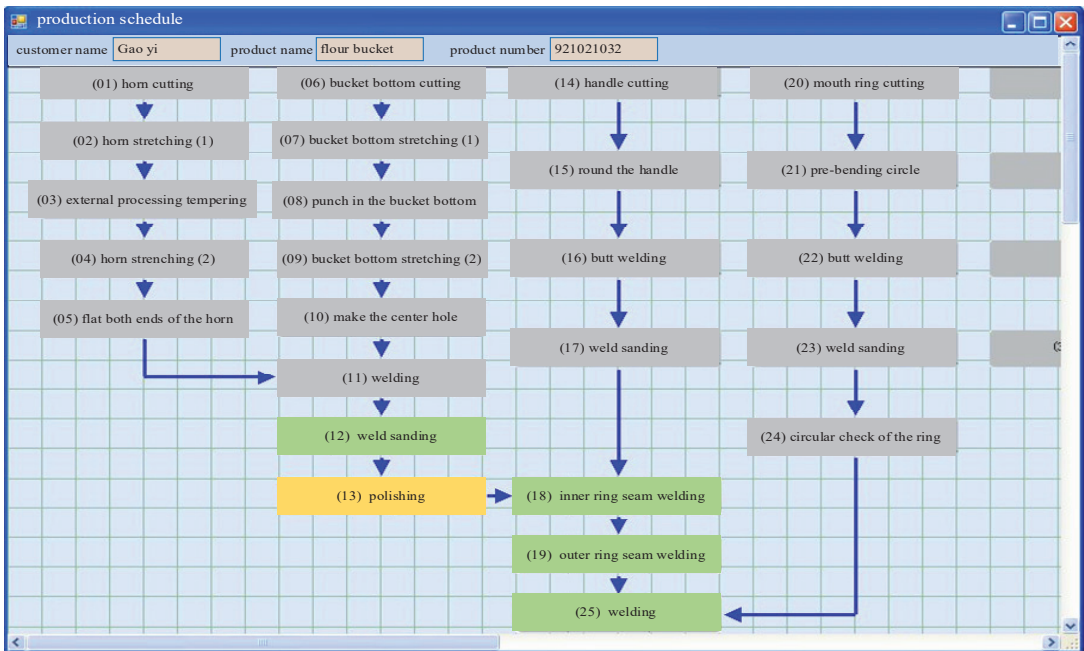 production schedule
customer name Gao yi product name flour bucket product number 921021032
(01) horn cutting
(02) horn stretching (1)
(03) external processing tempering
(04) horn strenching (2)
(05) flat both ends of the horn
(06) bucket bottom cutting
(07) bucket bottom stretching (1)
(08) punch in the bucket bottom
(09) bucket bottom stretching (2)
(10) make the center hole
(11) welding
(12) weld sanding
(13) polishing
(14) handle cutting
(15) round the handle
(16) butt welding
(17) weld sanding
(18) inner ring seam welding
(19) outer ring seam welding
(25) welding
(20) mouth ring cutting
(21) pre-bending circle
(22) butt welding
(23) weld sanding
(24) circular check of the ring